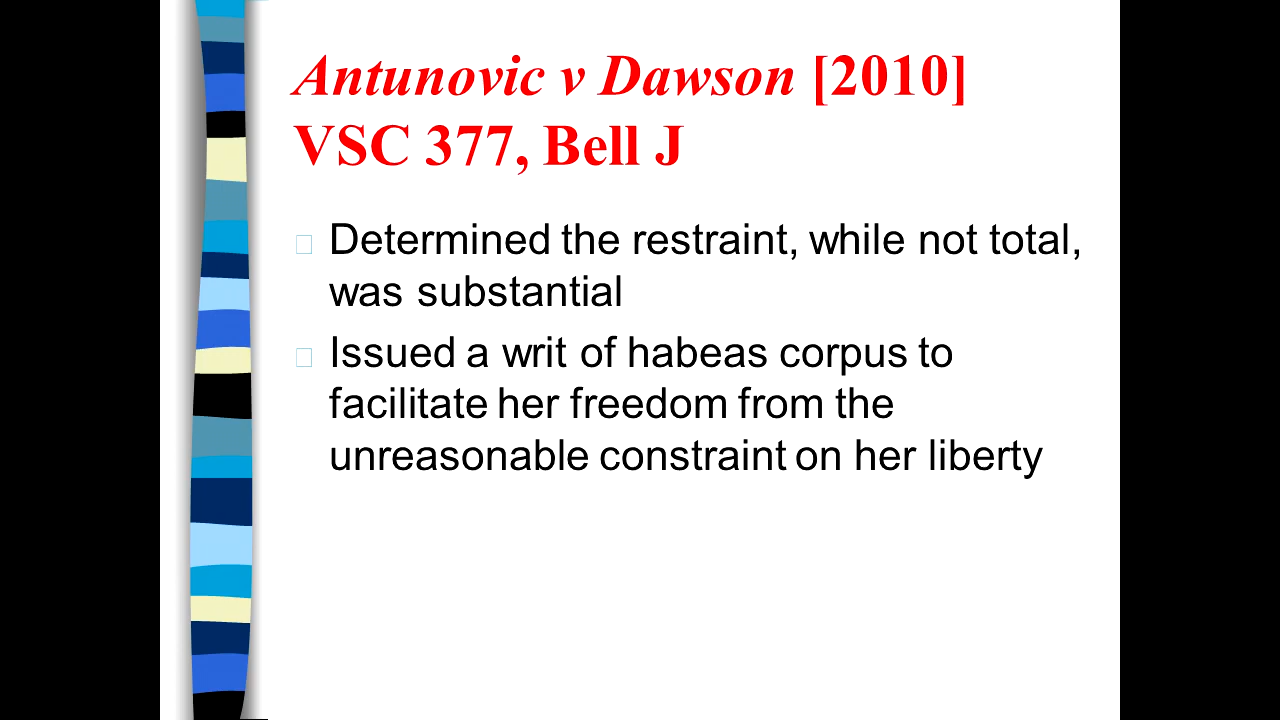 Antunovic v Dawson [2010]
VSC 377, Bell J
Determined the restraint, while not total,
was substantial
Issued a writ of habeas corpus to
facilitate her freedom from the
unreasonable constraint on her liberty